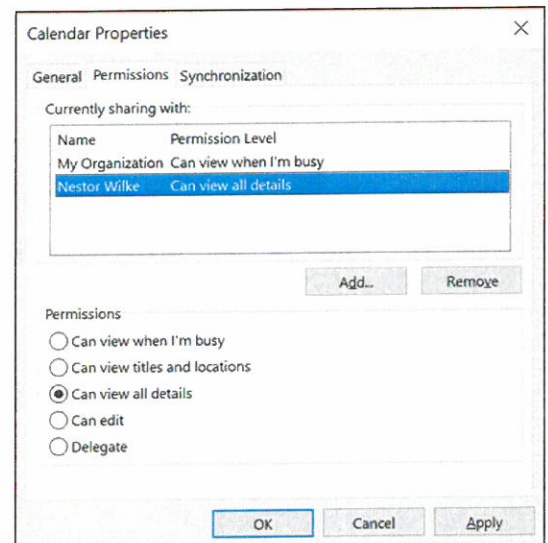 Calendar Properties
General Permissions Synchronization
Currently sharing with:
Name Permission Level
My Organization Can view when I'm busy
Nestor Wilke Can view all details
Add... Remove
Permissions
Can view when I'm busy
Can view titles and locations
Can view all details
Can edit
Delegate
OK Cancel Apply